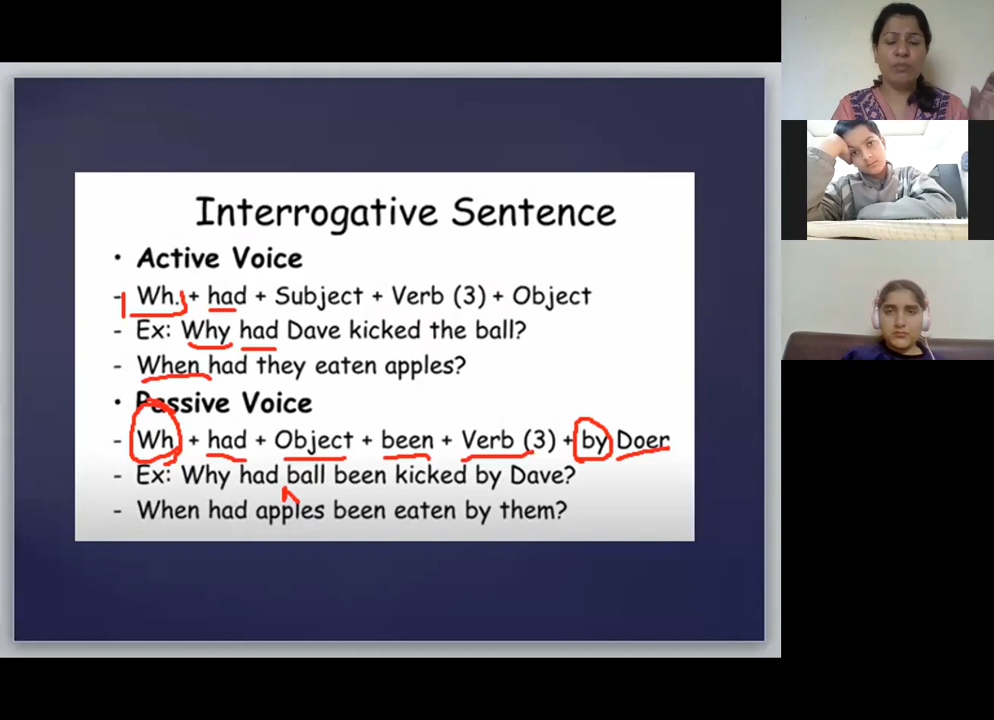 Interrogative Sentence
• Active Voice
- Wh. + had + Subject + Verb (3) + Object
- Ex: Why had Dave kicked the ball?
- When had they eaten apples?
• Passive Voice
- Wh + had + Object + been + Verb (3) + by Doer
- Ex: Why had ball been kicked by Dave?
- When had apples been eaten by them?